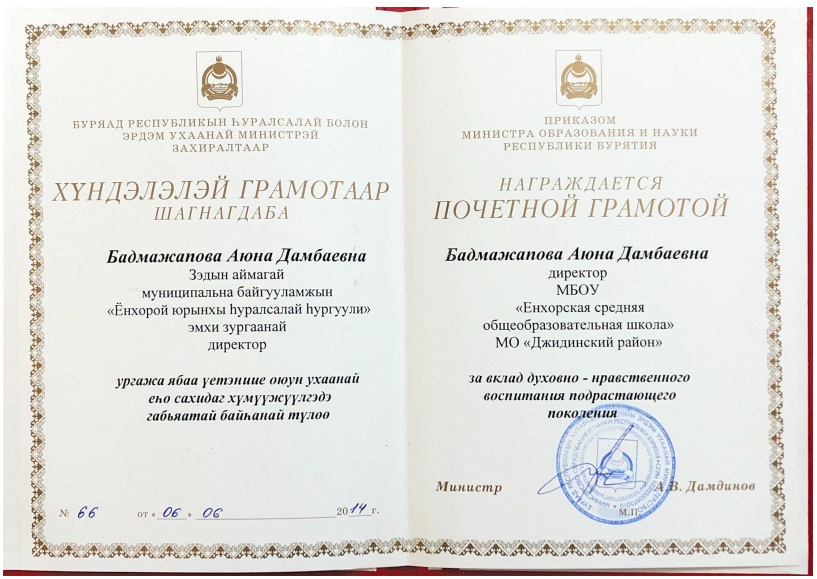 БУРЯАД РЕСПУБЛИКЫН ҺУРАЛСАЛАЙ БОЛОН
ЭРДЭМ УХААНАЙ МИНИСТРЭЙ
ЗАХИРАЛТААР
ХҮНДЭЛЭЛЭЙ ГРАМОТААР
ШАГНАГДАБА
Бадмажапова Аюна Дамбаевна
Зэдын аймагай
муниципальна байгууламжын
«Ёнхорой юрынхы һуралсалай һургуули»
эмхи зургаанай
директор
ургажа ябаа үетэниие оюун ухаанай
еһо сахидаг хүмүүжүүлгэдэ
габьяатай байһанай түлөө
№ 66 от « 06 » 06 2014 г.
ПРИКАЗОМ
МИНИСТРА ОБРАЗОВАНИЯ И НАУКИ
РЕСПУБЛИКИ БУРЯТИЯ
НАГРАЖДАЕТСЯ
ПОЧЕТНОЙ ГРАМОТОЙ
Бадмажапова Аюна Дамбаевна
директор
МБОУ
«Енхорская средняя
общеобразовательная школа»
МО «Джидинский район»
за вклад духовно - нравственного
воспитания подрастающего
поколения
Министр А.В. Дамдинов
М.П.